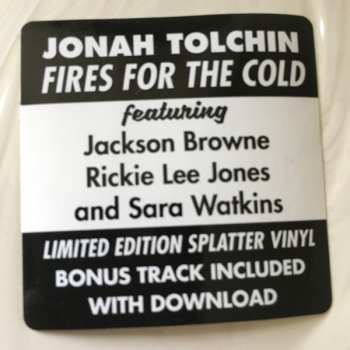 JONAH TOLCHIN
FIRES FOR THE COLD
featuring
Jackson Browne
Rickie Lee Jones
and Sara Watkins
LIMITED EDITION SPLATTER VINYL
BONUS TRACK INCLUDED
WITH DOWNLOAD